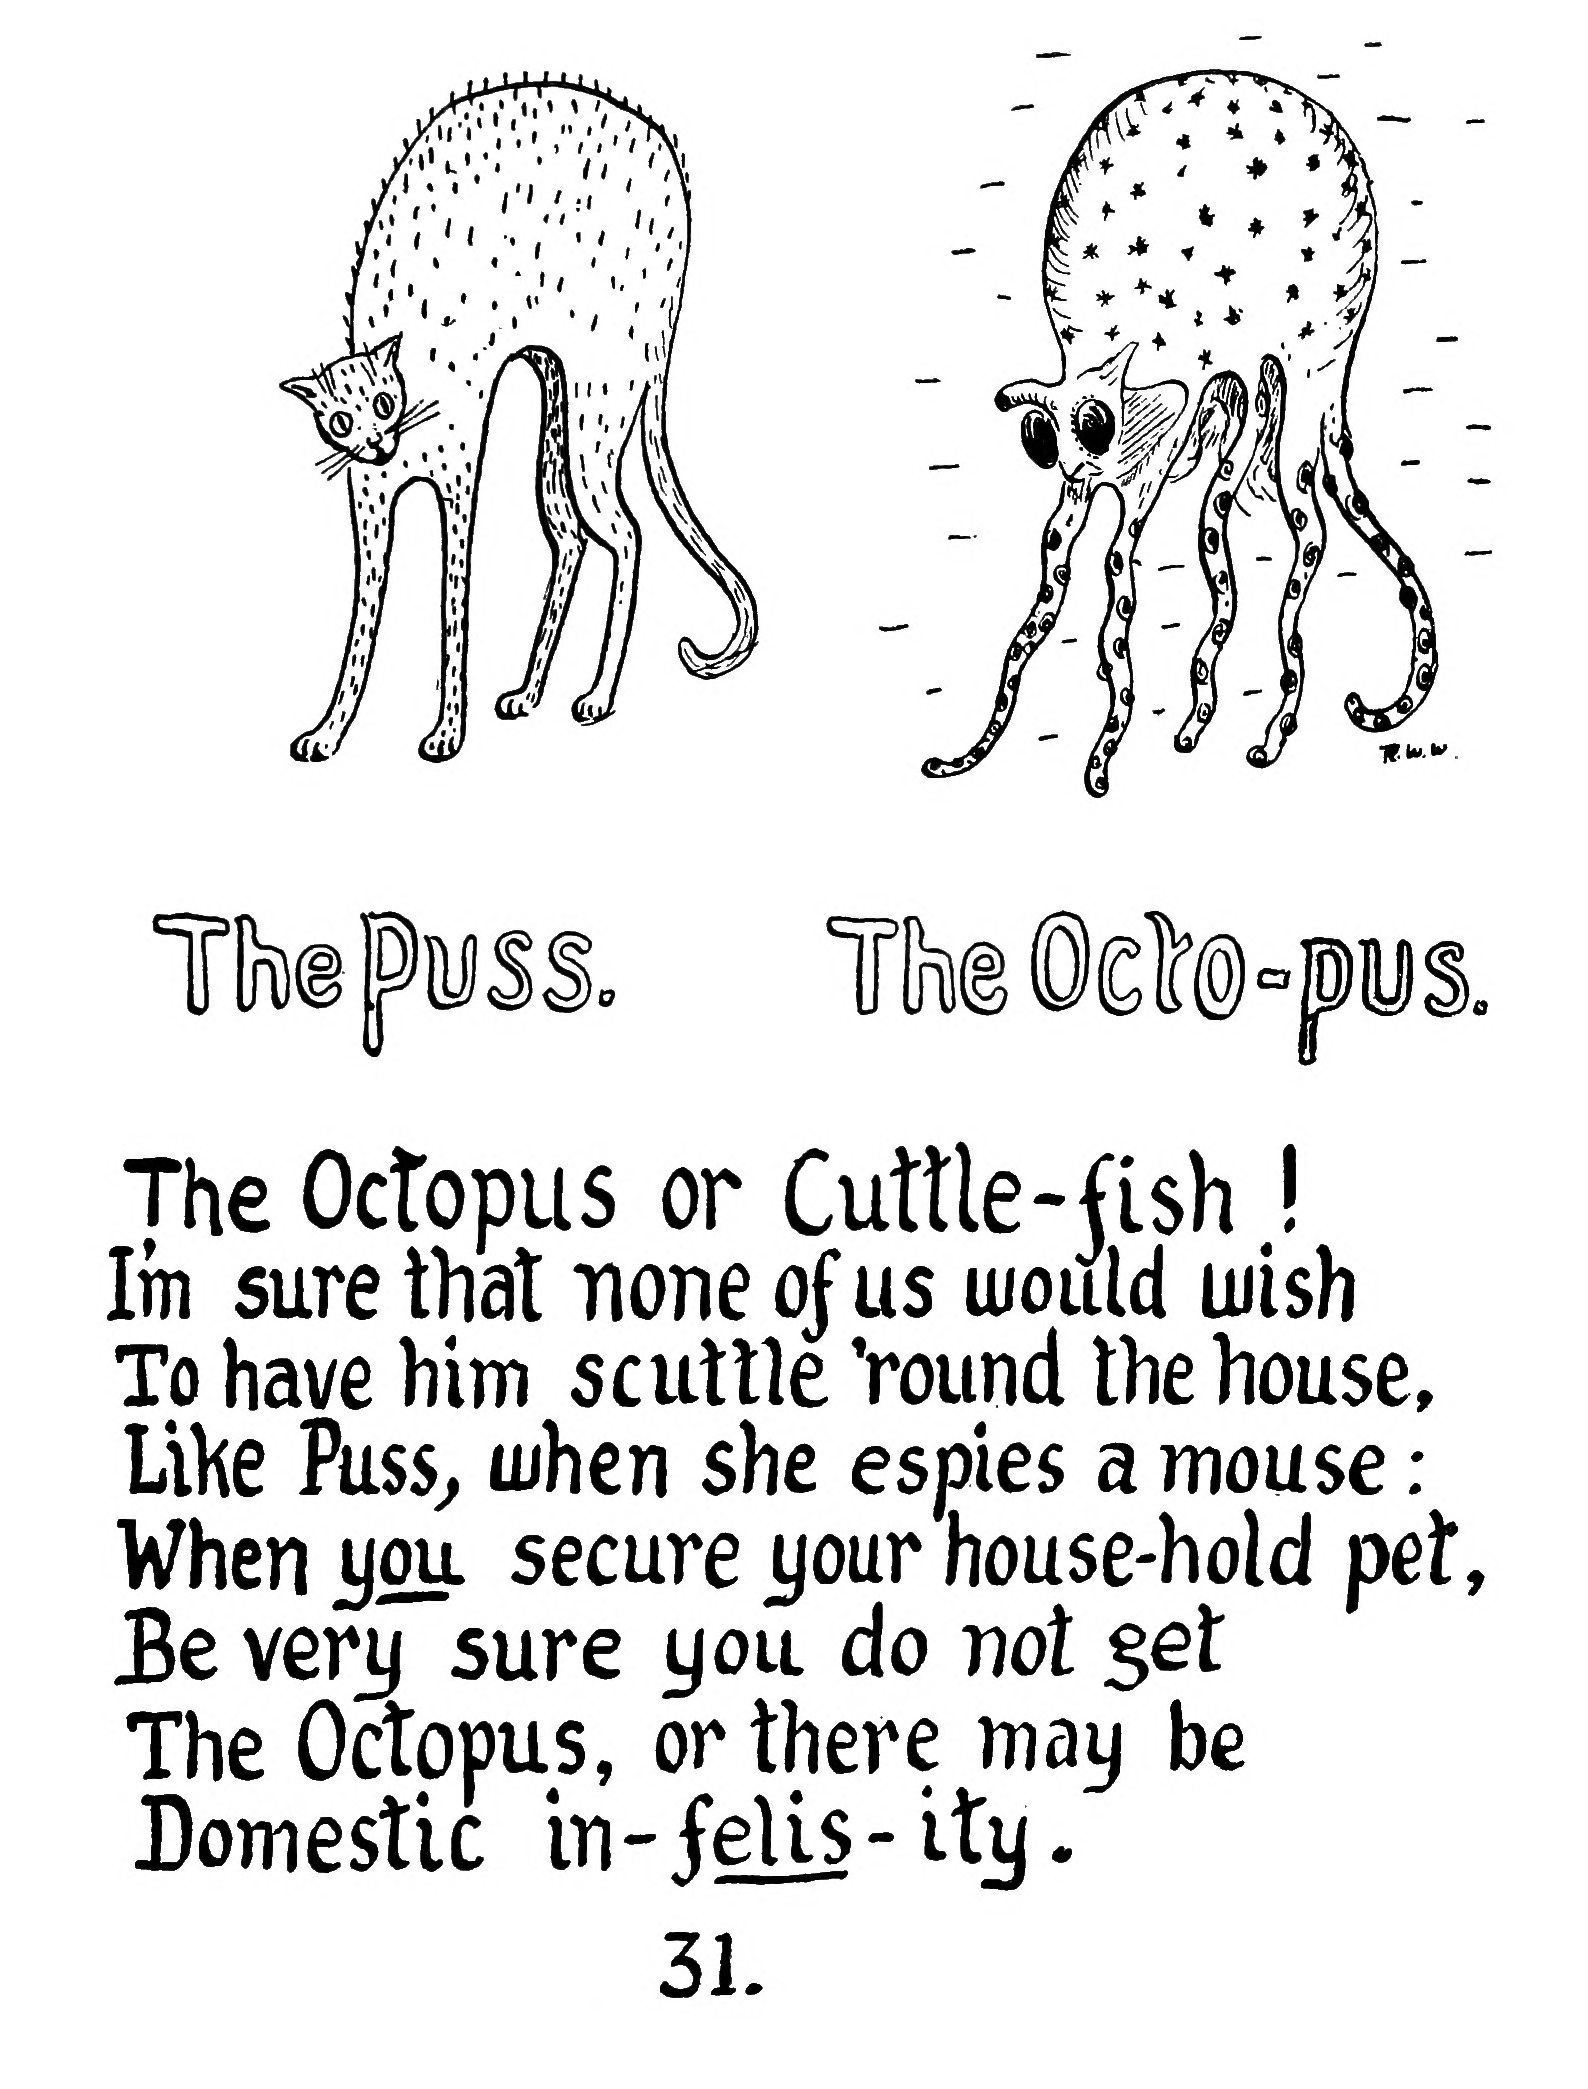 R.W.W.
The Puss. The Octo-pus.
The Octopus or Cuttle-fish !
I'm sure that none of us would wish
To have him scuttle 'round the house,
Like Puss, when she espies a mouse :
When you secure your house-hold pet,
Be very sure you do not get
The Octopus, or there may be
Domestic in-felis-ity.
31.